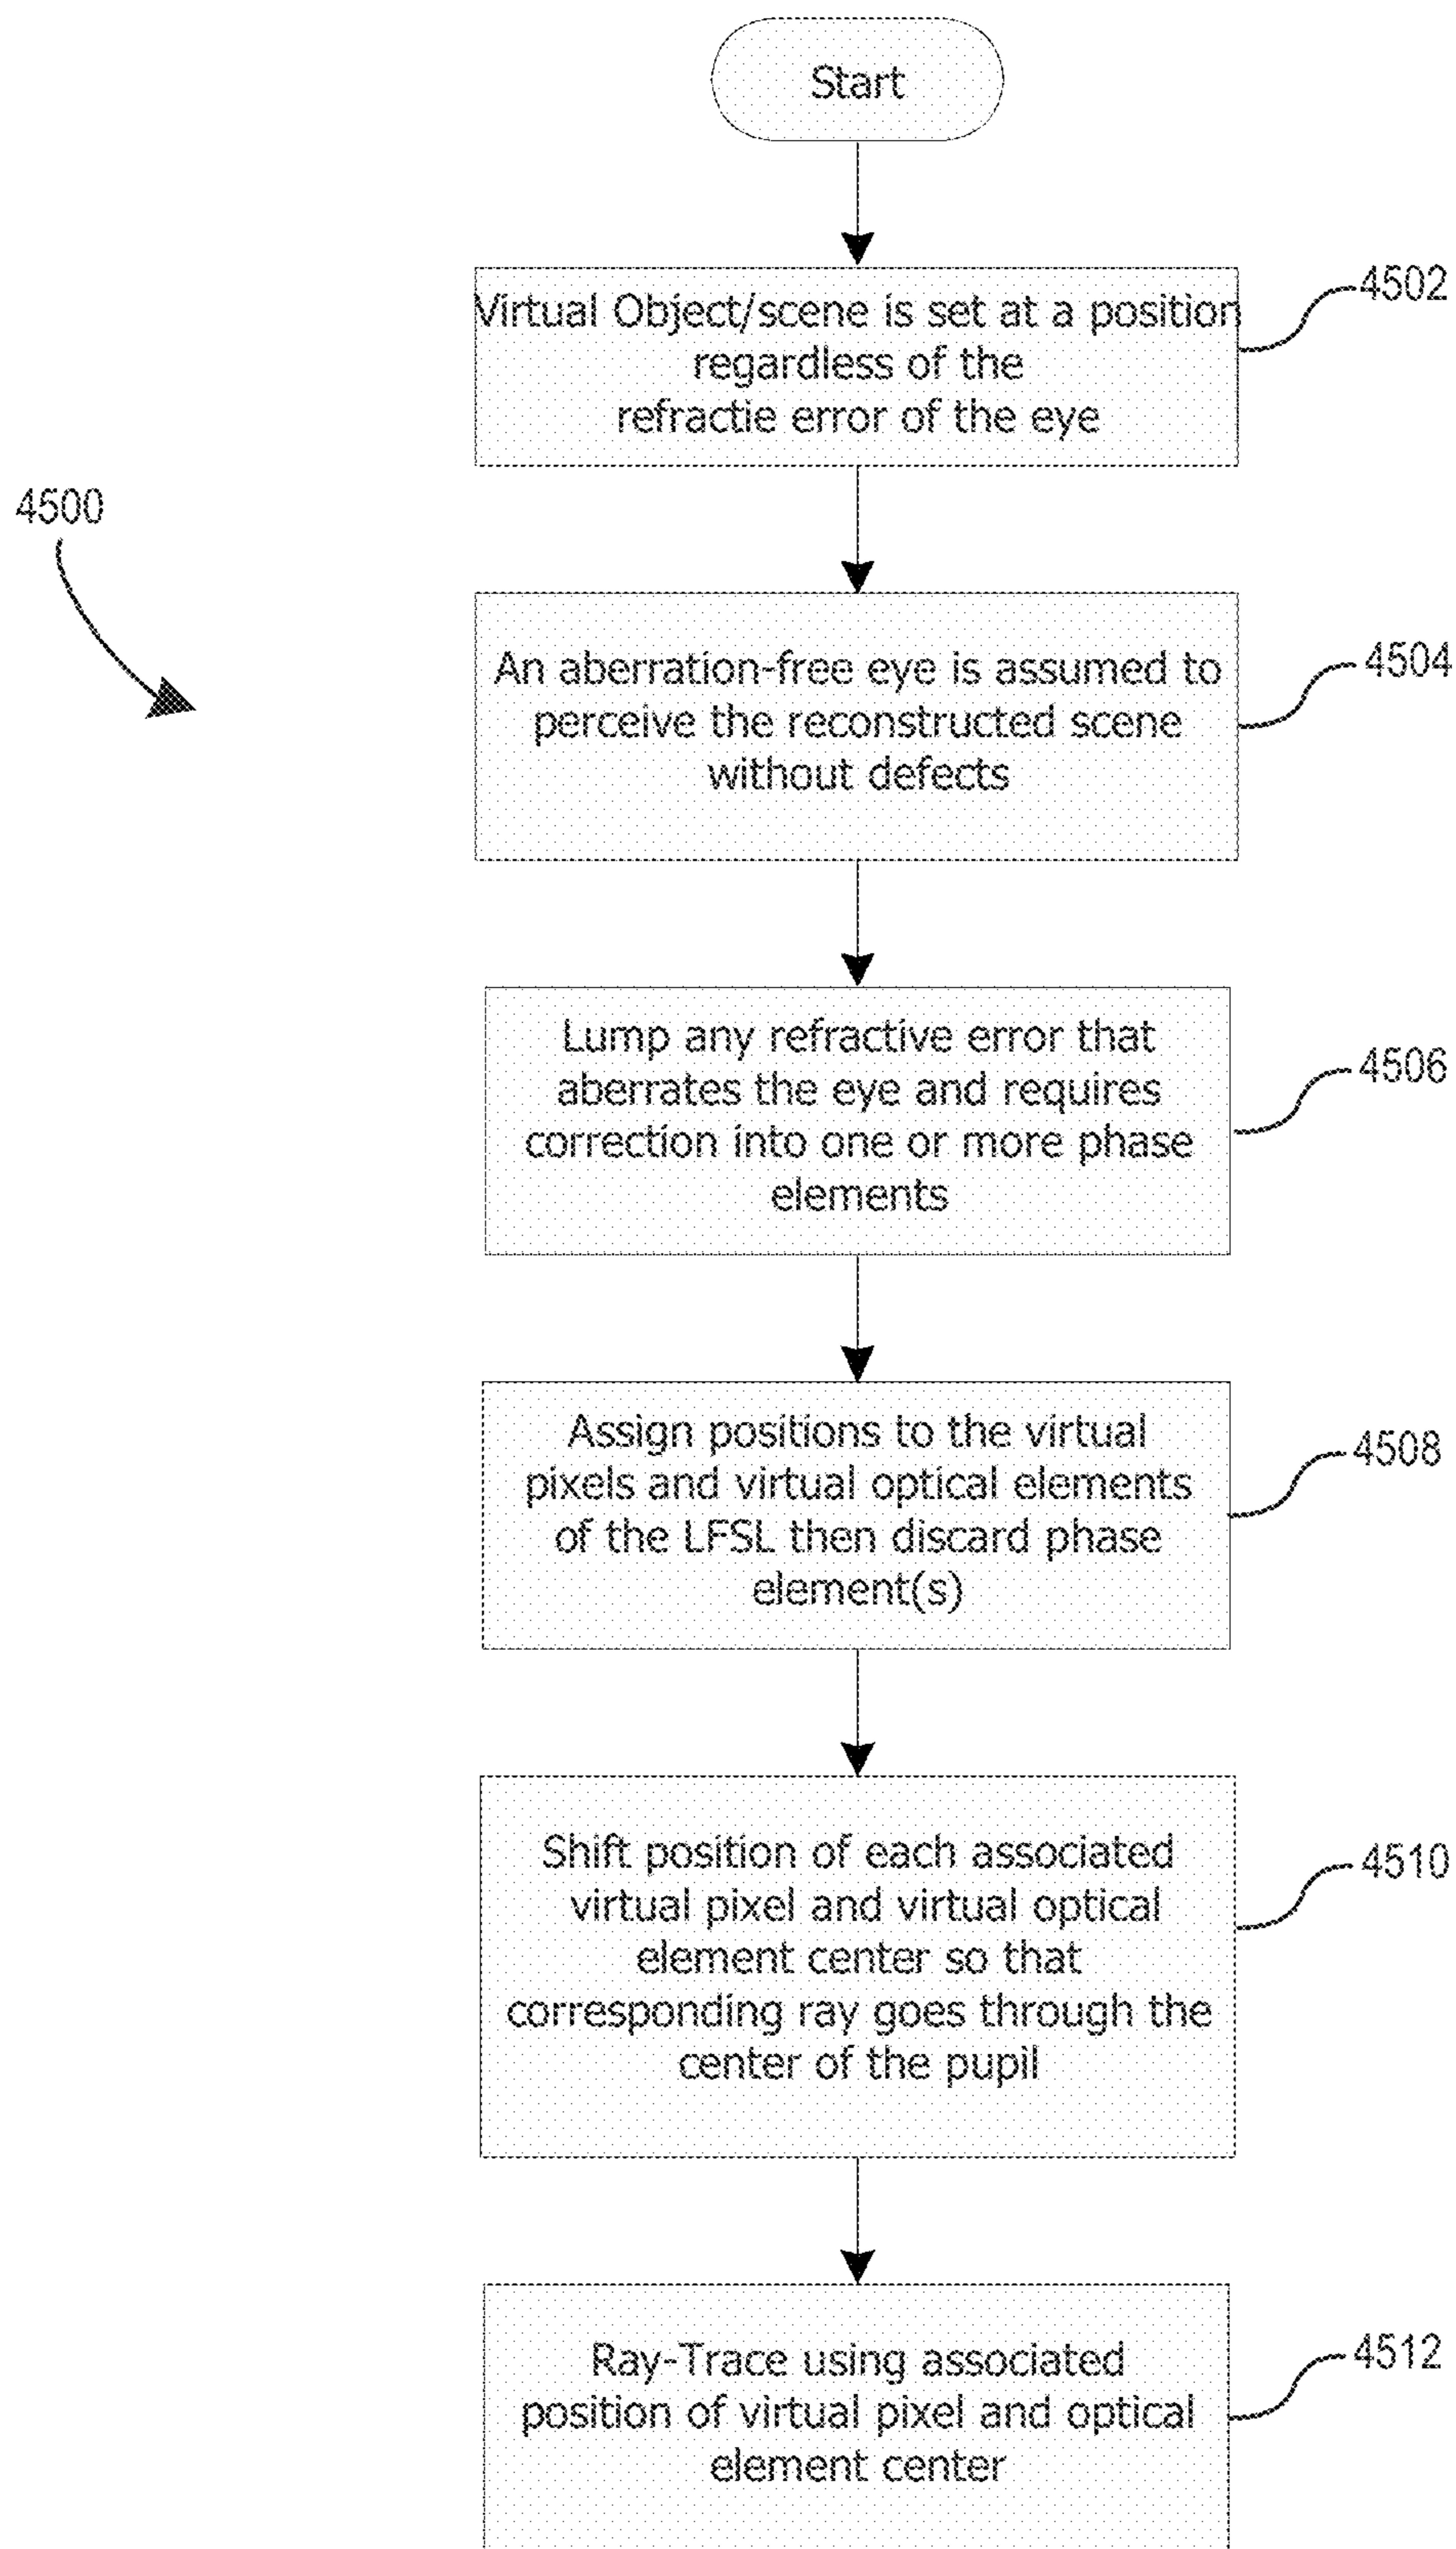 Start
Virtual Object/scene is set at a position
regardless of the
refractie error of the eye
4502
4500
An aberration-free eye is assumed to
perceive the reconstructed scene
without defects
4504
Lump any refractive error that
aberrates the eye and requires
correction into one or more phase
elements
4506
Assign positions to the virtual
pixels and virtual optical elements
of the LFSL then discard phase
element(s)
4508
Shift position of each associated
virtual pixel and virtual optical
element center so that
corresponding ray goes through the
center of the pupil
4510
Ray-Trace using associated
position of virtual pixel and optical
element center
4512